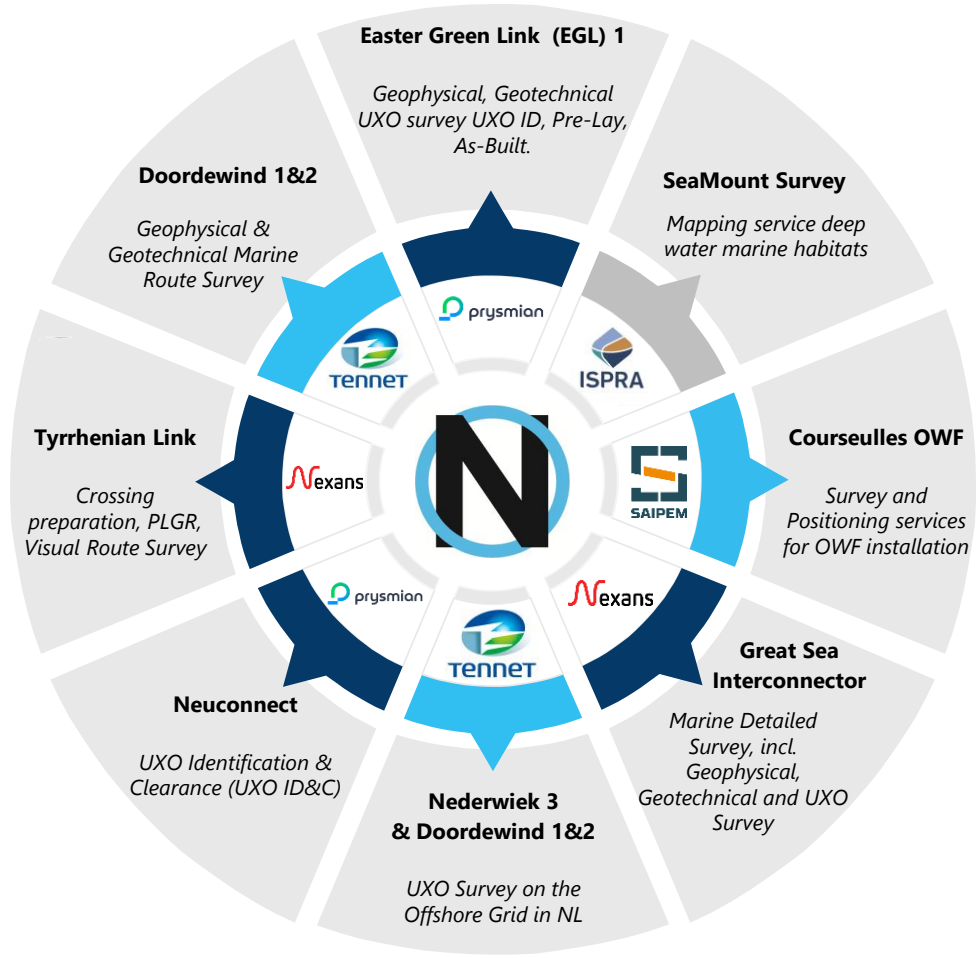 Easter Green Link (EGL) 1
Geophysical, Geotechnical
UXO survey UXO ID, Pre-Lay,
As-Built.
prysmian
SeaMount Survey
Mapping service deep
water marine habitats
ISPRA
Courseulles OWF
Survey and
Positioning services
for OWF installation
SAIPEM
Great Sea
Interconnector
Marine Detailed
Survey, incl.
Geophysical,
Geotechnical and UXO
Survey
Nexans
Nederwiek 3
& Doordewind 1&2
UXO Survey on the
Offshore Grid in NL
TENNET
Neuconnect
UXO Identification &
Clearance (UXO ID&C)
prysmian
Tyrrhenian Link
Crossing
preparation, PLGR,
Visual Route Survey
Nexans
Doordewind 1&2
Geophysical &
Geotechnical Marine
Route Survey
TENNET
N